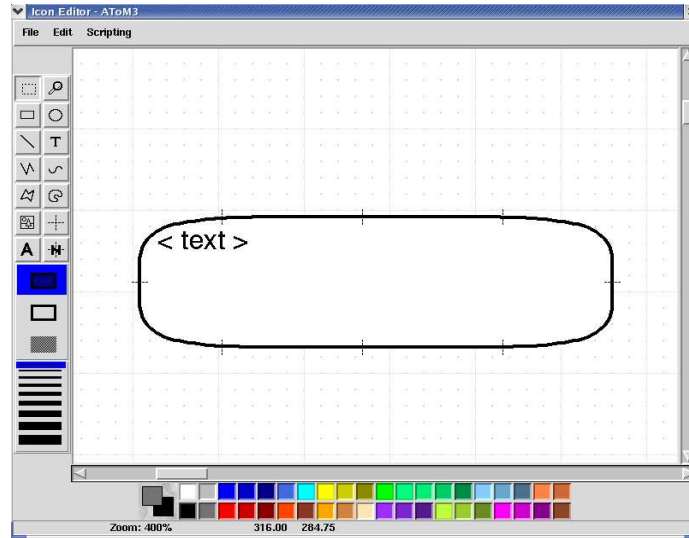 Icon Editor - AToM3
File Edit Scripting
T
A N
< text >
Zoom: 400% 316.00 284.75